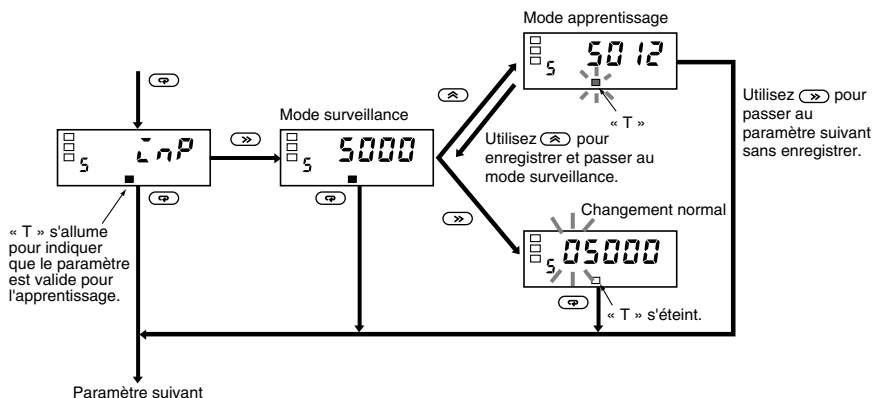 Mode apprentissage
S 5012
« T »
Utilisez pour
passer au
paramètre suivant
sans enregistrer.
Mode surveillance
S InP
S 5000
Utilisez pour
enregistrer et passer au
mode surveillance.
« T » s'allume
pour indiquer
que le paramètre
est valide pour
l'apprentissage.
Changement normal
S 05000
« T » s'éteint.
Paramètre suivant